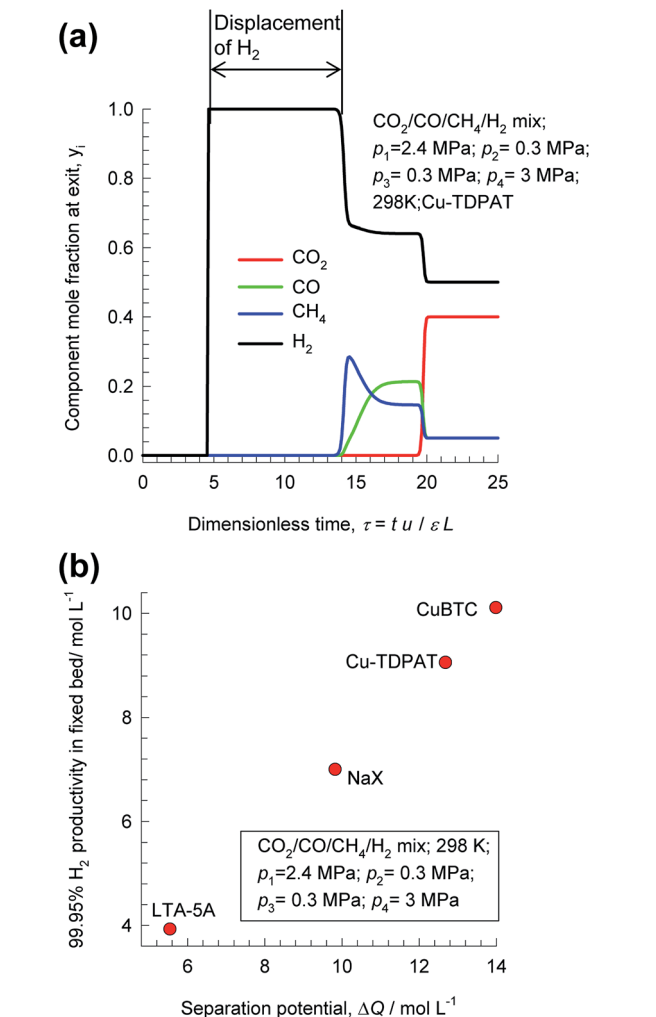 (a)
Displacement
of H₂
CO₂/CO/CH₄/H₂ mix;
p₁=2.4 MPa; p₂= 0.3 MPa;
p₃= 0.3 MPa; p₄= 3 MPa;
298K;Cu-TDPAT
Component mole fraction at exit, yᵢ
1.0
0.8
0.6
0.4
0.2
0.0
CO₂
CO
CH₄
H₂
0 5 10 15 20 25
Dimensionless time, τ = t u / ε L
(b)
99.95% H₂ productivity in fixed bed/ mol L⁻¹
10
8
6
4
CuBTC
Cu-TDPAT
NaX
LTA-5A
CO₂/CO/CH₄/H₂ mix; 298 K;
p₁=2.4 MPa; p₂= 0.3 MPa;
p₃= 0.3 MPa; p₄= 3 MPa
6 8 10 12 14
Separation potential, ΔQ / mol L⁻¹